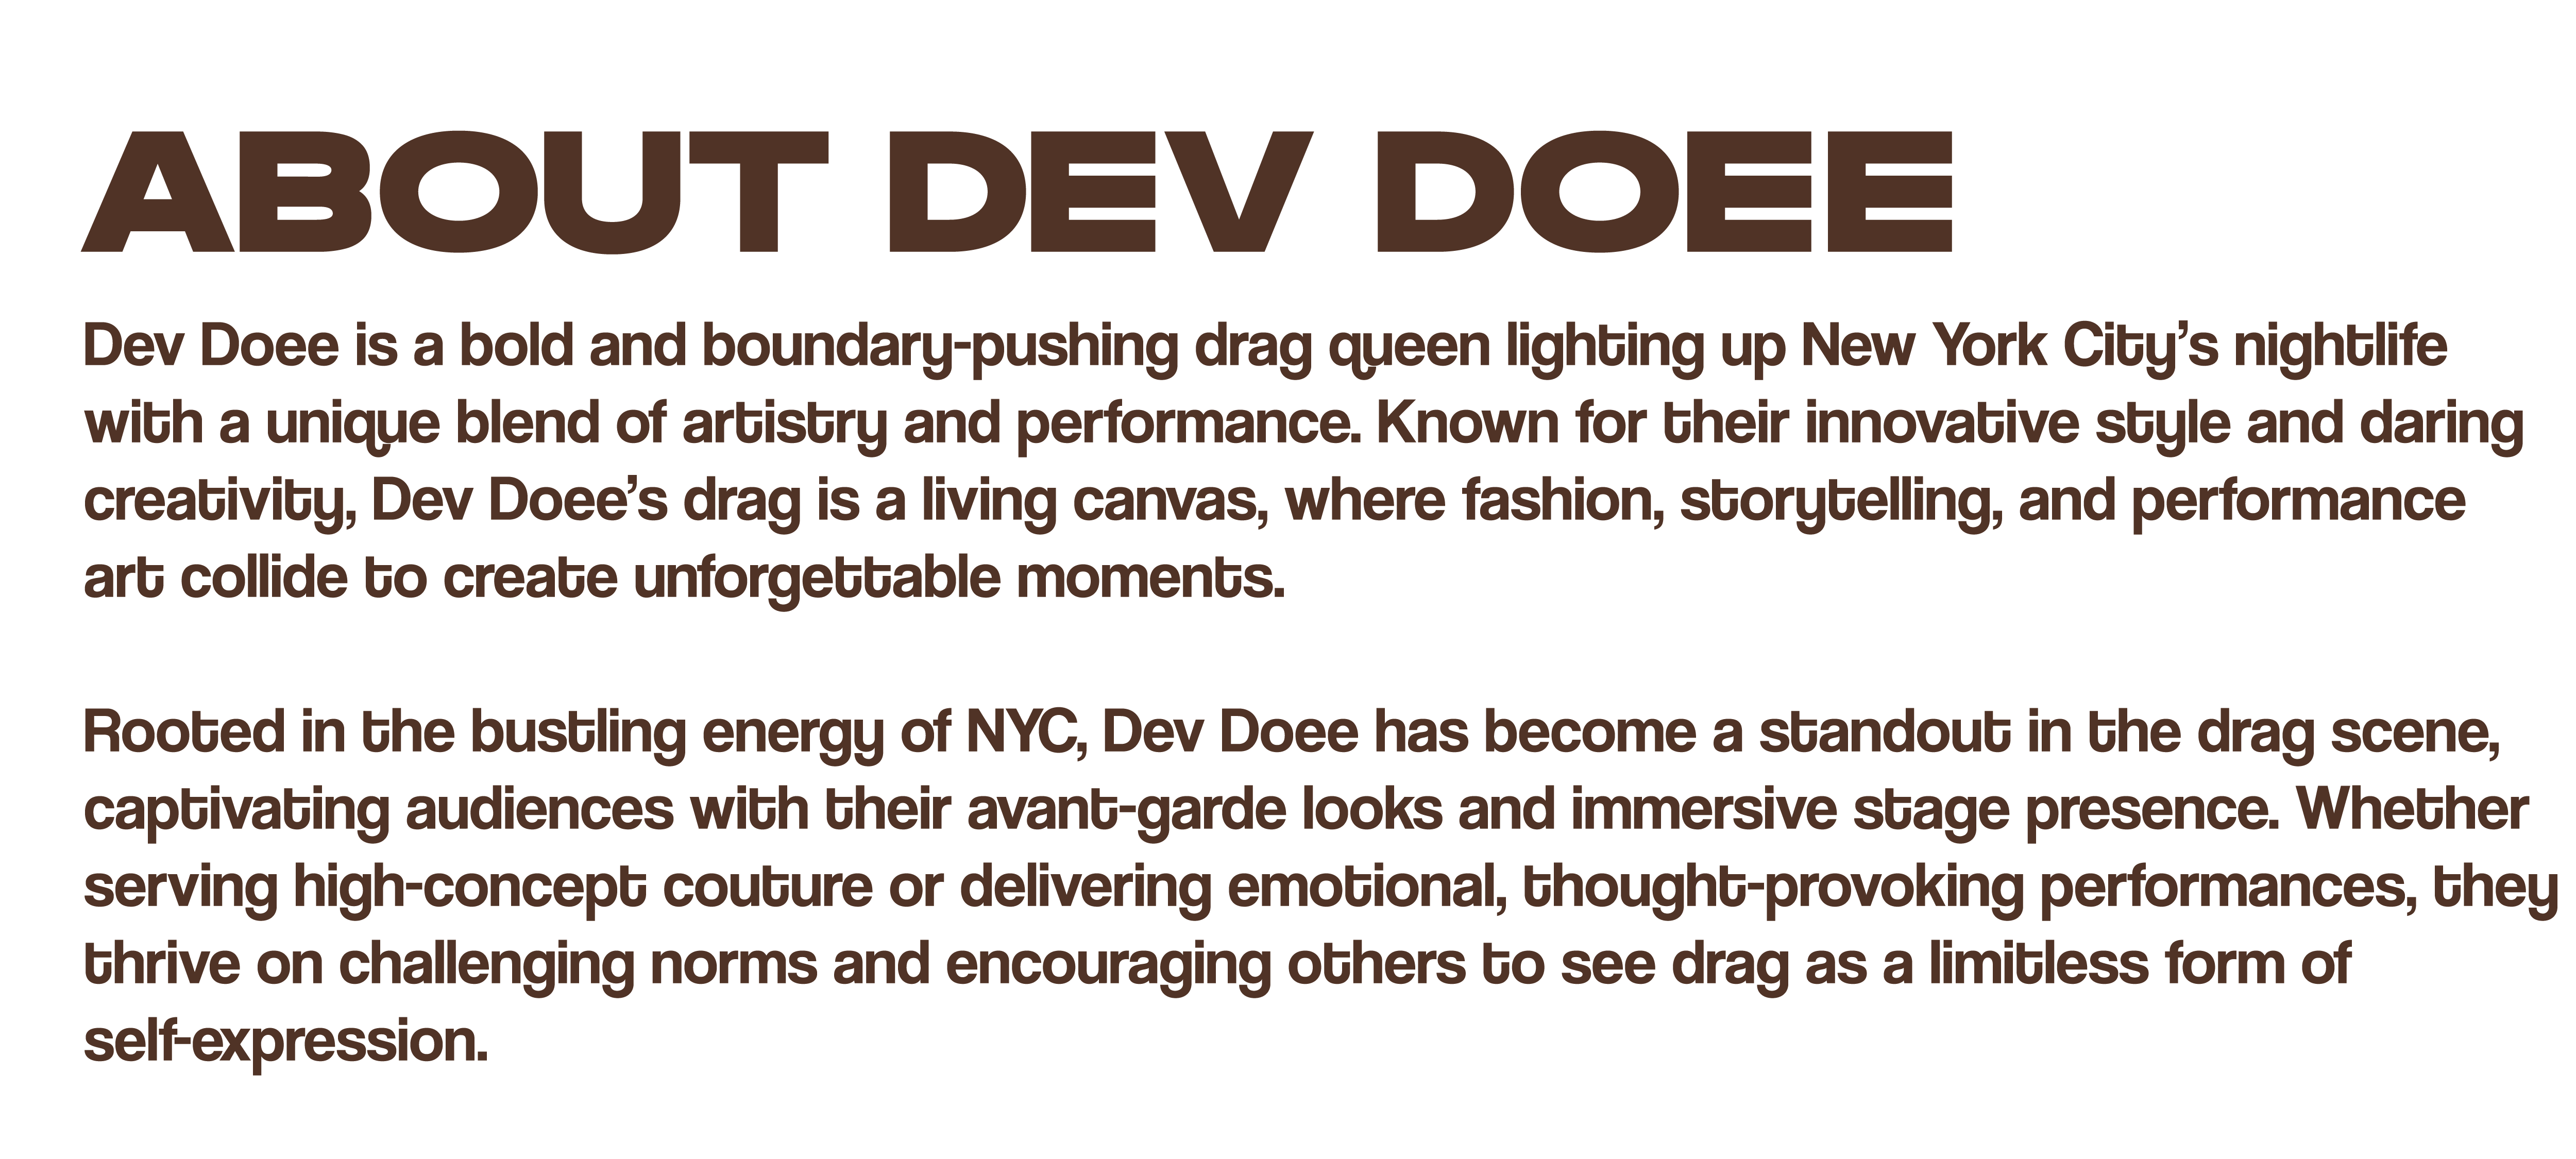 ABOUT DEV DOEE
Dev Doee is a bold and boundary-pushing drag queen lighting up New York City’s nightlife
with a unique blend of artistry and performance. Known for their innovative style and daring
creativity, Dev Doee’s drag is a living canvas, where fashion, storytelling, and performance
art collide to create unforgettable moments.
Rooted in the bustling energy of NYC, Dev Doee has become a standout in the drag scene,
captivating audiences with their avant-garde looks and immersive stage presence. Whether
serving high-concept couture or delivering emotional, thought-provoking performances, they
thrive on challenging norms and encouraging others to see drag as a limitless form of
self-expression.